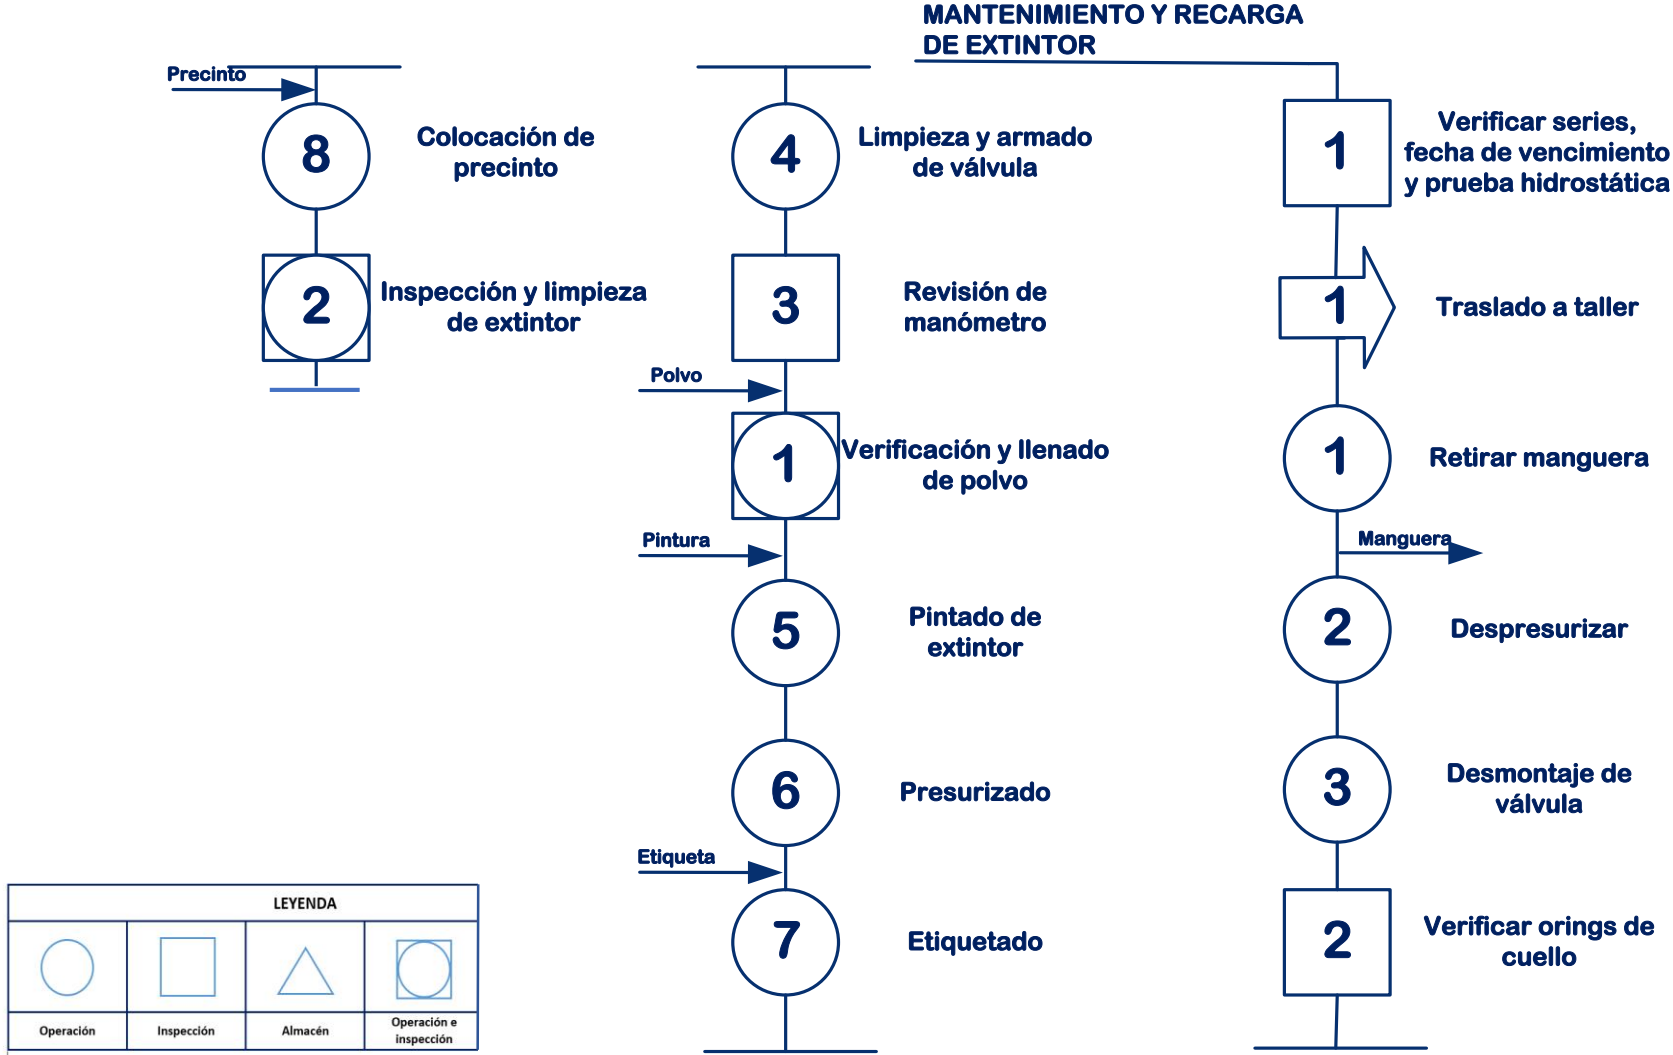 MANTENIMIENTO Y RECARGA
DE EXTINTOR
Precinto
8
Colocación de
precinto
2
Inspección y limpieza
de extintor
4
Limpieza y armado
de válvula
3
Revisión de
manómetro
Polvo
1
Verificación y llenado
de polvo
Pintura
5
Pintado de
extintor
6
Presurizado
Etiqueta
7
Etiquetado
1
Verificar series,
fecha de vencimiento
y prueba hidrostática
1
Traslado a taller
1
Retirar manguera
Manguera
2
Despresurizar
3
Desmontaje de
válvula
2
Verificar orings de
cuello
LEYENDA
Operación
Inspección
Almacén
Operación e
inspección